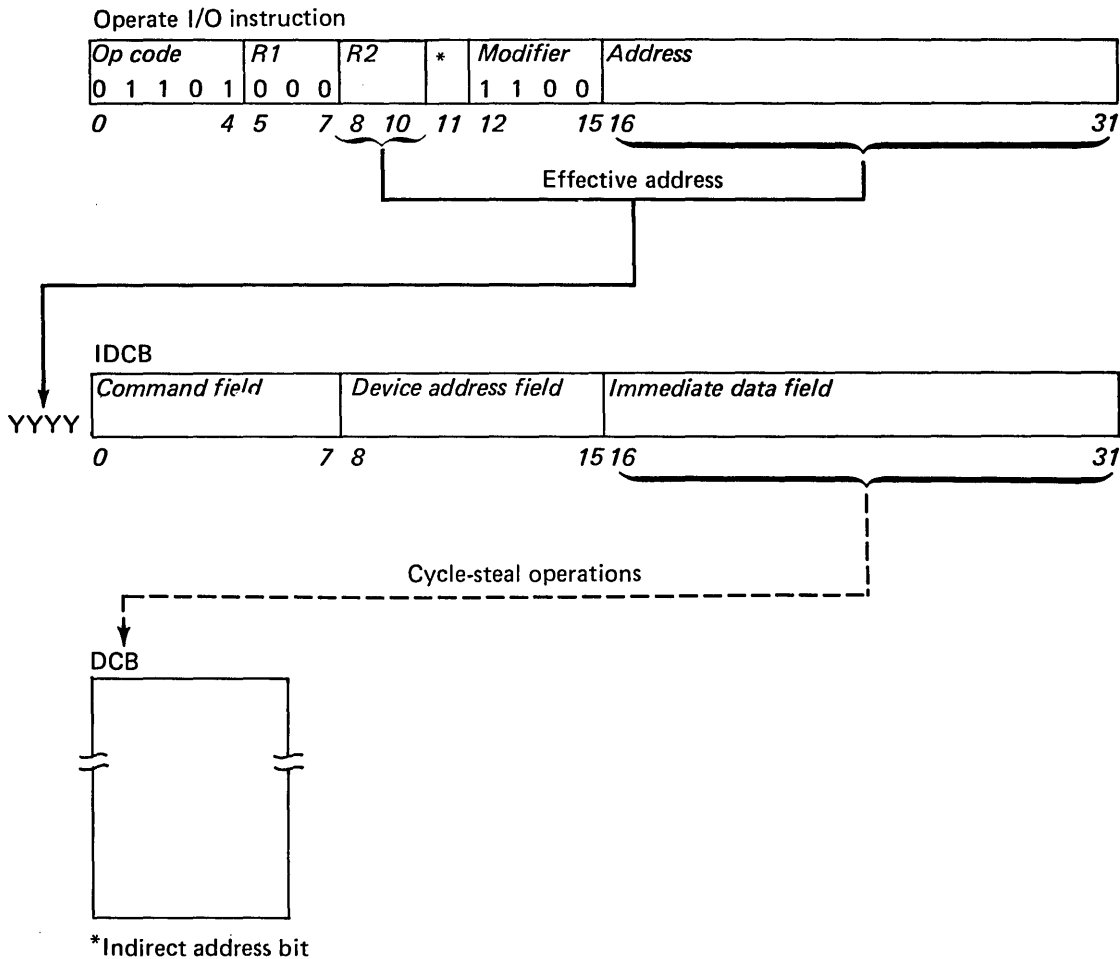 Operate I/O instruction
Op code R1 R2 * Modifier Address
0 1 1 0 1 0 0 0 1 1 0 0
0 4 5 7 8 10 11 12 15 16 31
Effective address
IDCB
Command field Device address field Immediate data field
YYYY
0 7 8 15 16 31
Cycle-steal operations
DCB
*Indirect address bit